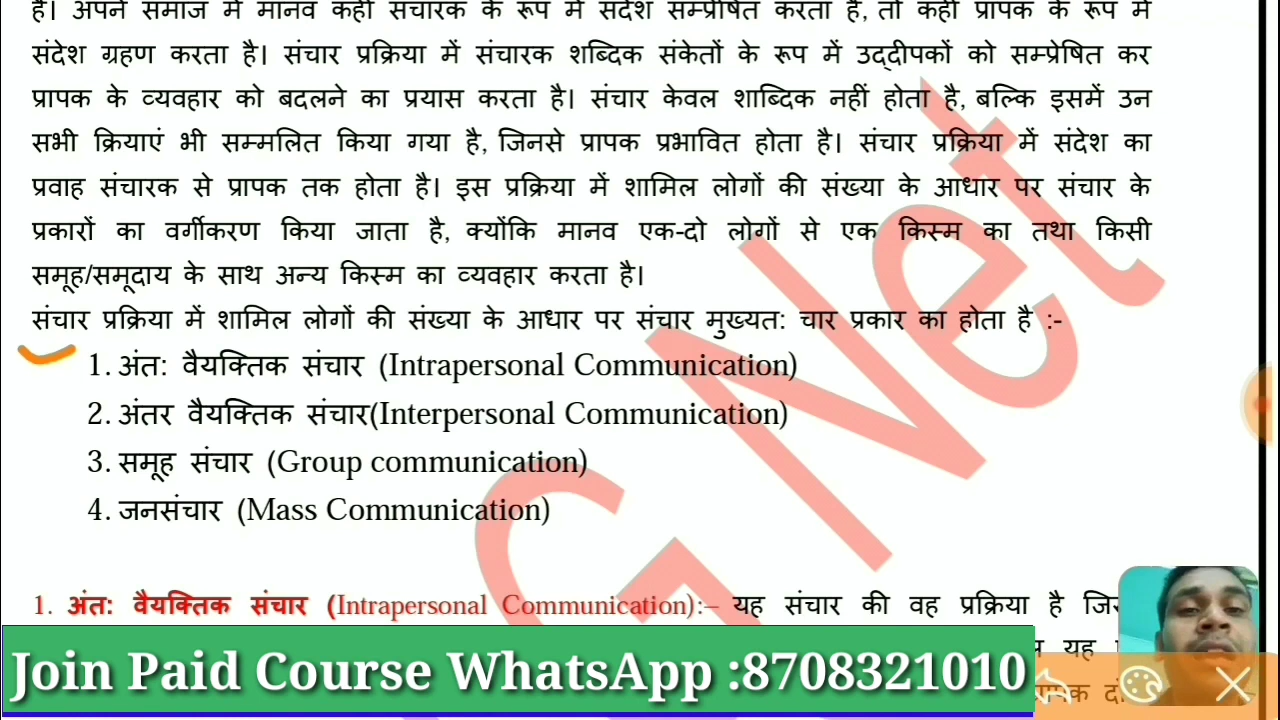 है। अपने समाज में मानव कहीं संचारक के रूप में संदेश सम्प्रेषित करता है, तो कहीं प्रापक के रूप में
संदेश ग्रहण करता है। संचार प्रक्रिया में संचारक शब्दिक संकेतों के रूप में उद्दीपकों को सम्प्रेषित कर
प्रापक के व्यवहार को बदलने का प्रयास करता है। संचार केवल शाब्दिक नहीं होता है, बल्कि इसमें उन
सभी क्रियाएं भी सम्मलित किया गया है, जिनसे प्रापक प्रभावित होता है। संचार प्रक्रिया में संदेश का
प्रवाह संचारक से प्रापक तक होता है। इस प्रक्रिया में शामिल लोगों की संख्या के आधार पर संचार के
प्रकारों का वर्गीकरण किया जाता है, क्योंकि मानव एक-दो लोगों से एक किस्म का तथा किसी
समूह/समूदाय के साथ अन्य किस्म का व्यवहार करता है।
संचार प्रक्रिया में शामिल लोगों की संख्या के आधार पर संचार मुख्यत: चार प्रकार का होता है :-
1. अंत: वैयक्तिक संचार (Intrapersonal Communication)
2. अंतर वैयक्तिक संचार(Interpersonal Communication)
3. समूह संचार (Group communication)
4. जनसंचार (Mass Communication)
1. अंत: वैयक्तिक संचार (Intrapersonal Communication):– यह संचार की वह प्रक्रिया है
यह
Join Paid Course WhatsApp :8708321010
G Net